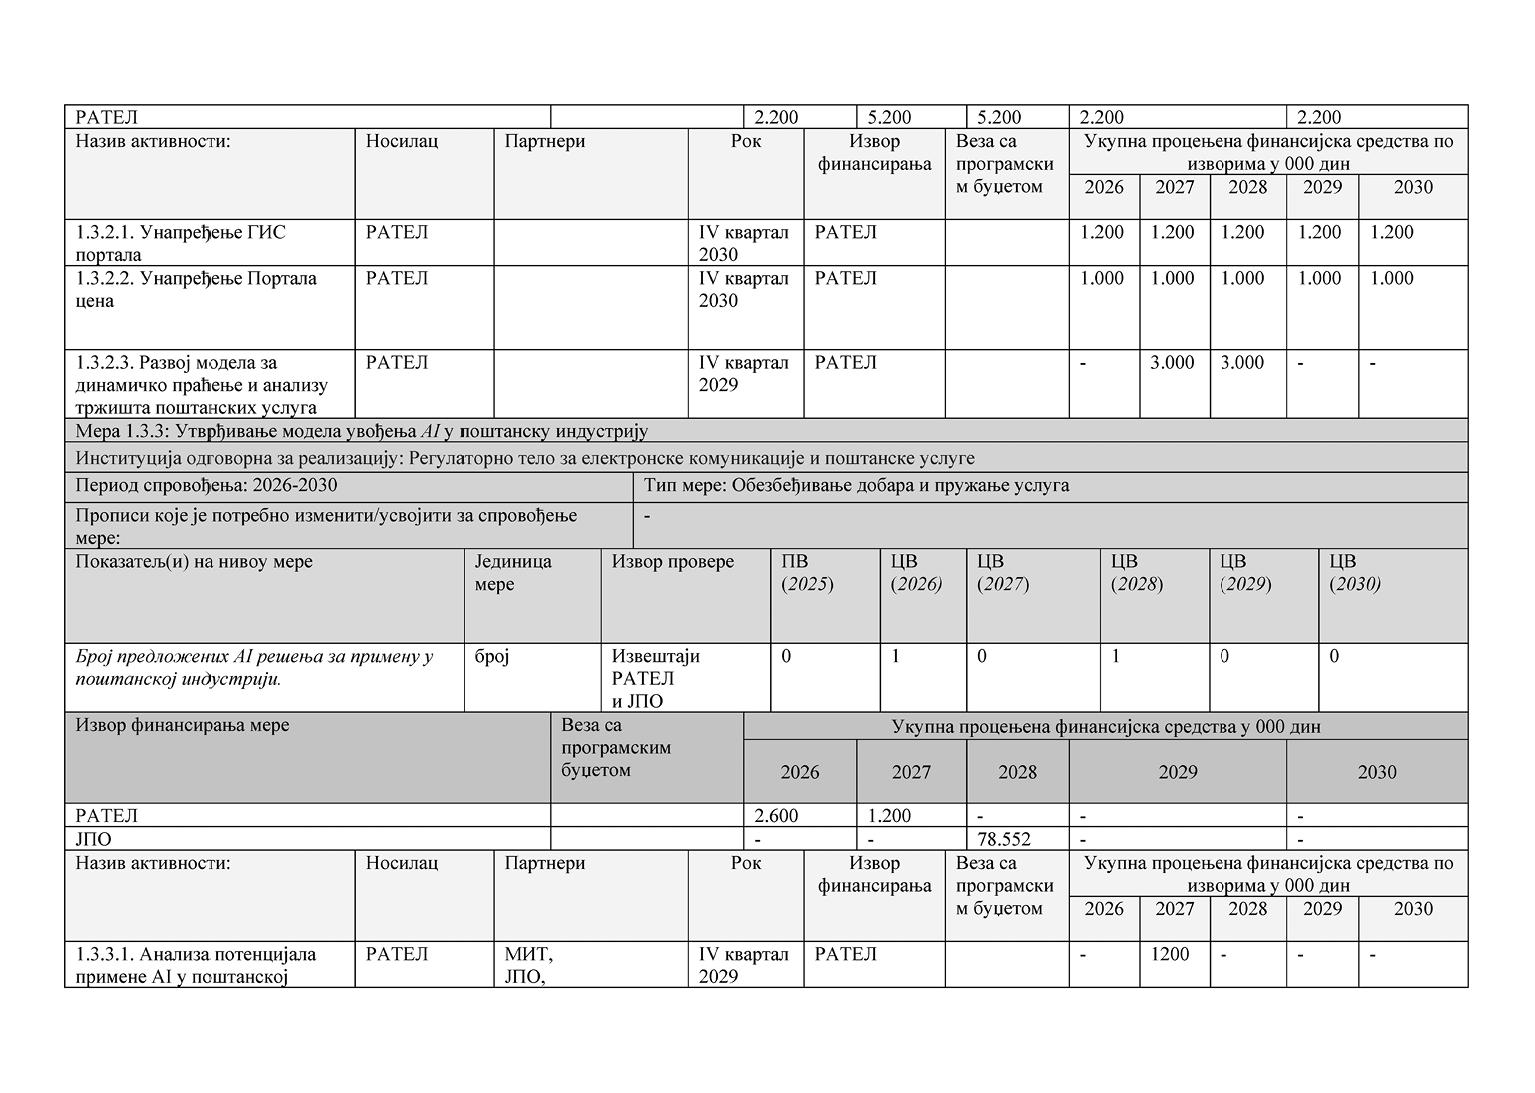 РАТЕЛ 2.200 5.200 5.200 2.200 2.200
Назив активности: Носилац Партнери Рок Извор Веза са Укупна процењена финансијска средства по
финансирања програмски изворима у 000 дин
м буџетом 2026 2027 2028 2029 2030
1.3.2.1. Унапређење ГИС РАТЕЛ IV квартал РАТЕЛ 1.200 1.200 1.200 1.200 1.200
портала 2030
1.3.2.2. Унапређење Портала РАТЕЛ IV квартал РАТЕЛ 1.000 1.000 1.000 1.000 1.000
цена 2030
1.3.2.3. Развој модела за РАТЕЛ IV квартал РАТЕЛ - 3.000 3.000 - -
динамичко праћење и анализу 2029
тржишта поштанских услуга
Мера 1.3.3: Утврђивање модела увођења AI у поштанску индустрију
Институција одговорна за реализацију: Регулаторно тело за електронске комуникације и поштанске услуге
Период спровођења: 2026-2030 Тип мере: Обезбеђивање добара и пружање услуга
Прописи које је потребно изменити/усвојити за спровођење -
мере:
Показатељ(и) на нивоу мере Јединица Извор провере ПВ ЦВ ЦВ ЦВ ЦВ ЦВ
мере (2025) (2026) (2027) (2028) (2029) (2030)
Број предложених AI решења за примену у број Извештаји 0 1 0 1 0 0
поштанској индустрији. РАТЕЛ
и ЈПО
Извор финансирања мере Веза са Укупна процењена финансијска средства у 000 дин
програмским
буџетом 2026 2027 2028 2029 2030
РАТЕЛ 2.600 1.200 - - -
ЈПО - - 78.552 - -
Назив активности: Носилац Партнери Рок Извор Веза са Укупна процењена финансијска средства по
финансирања програмски изворима у 000 дин
м буџетом 2026 2027 2028 2029 2030
1.3.3.1. Анализа потенцијала РАТЕЛ МИТ, IV квартал РАТЕЛ - 1200 - - -
примене AI у поштанској ЈПО, 2029